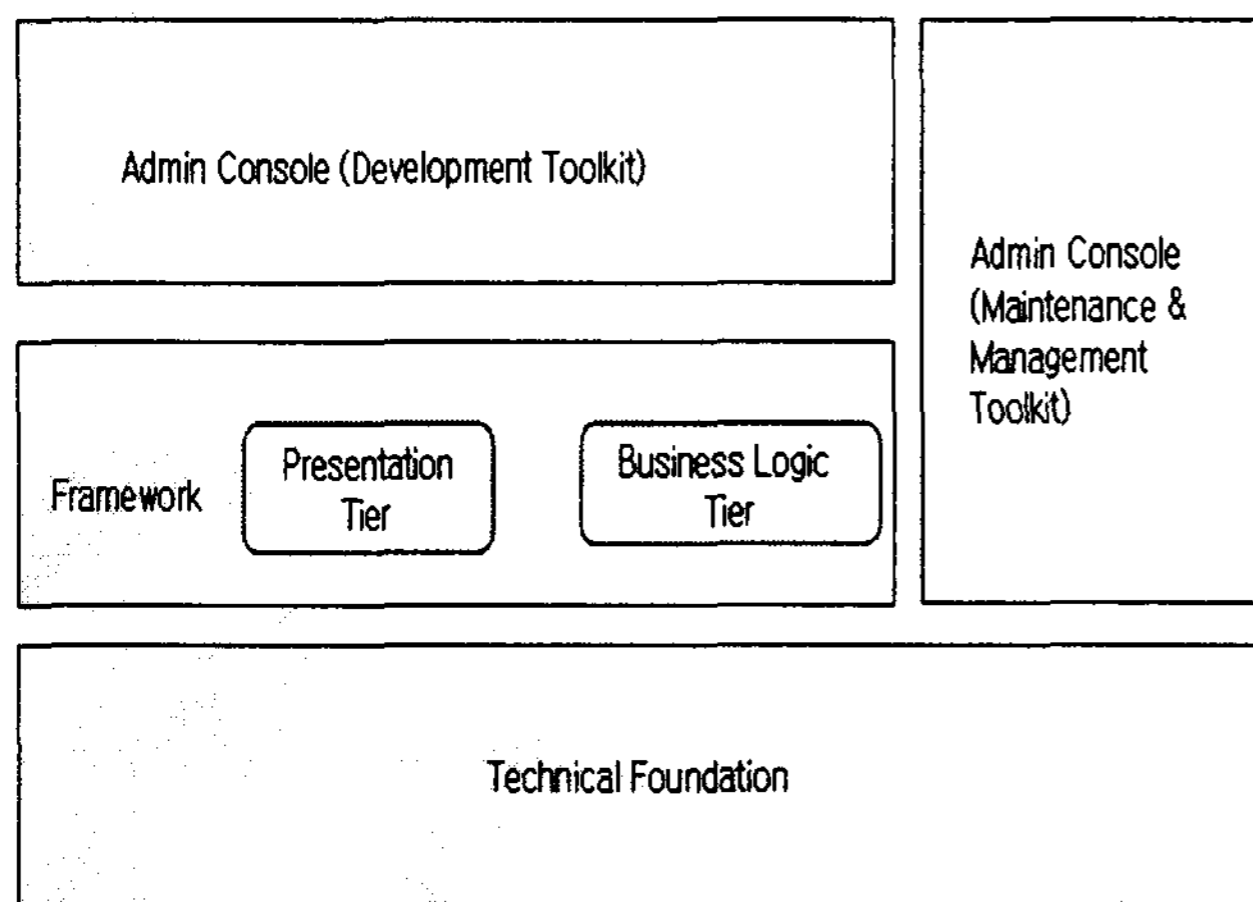 Admin Console (Development Toolkit)
Admin Console
(Maintenance &
Management
Toolkit)
Framework
Presentation
Tier
Business Logic
Tier
Technical Foundation